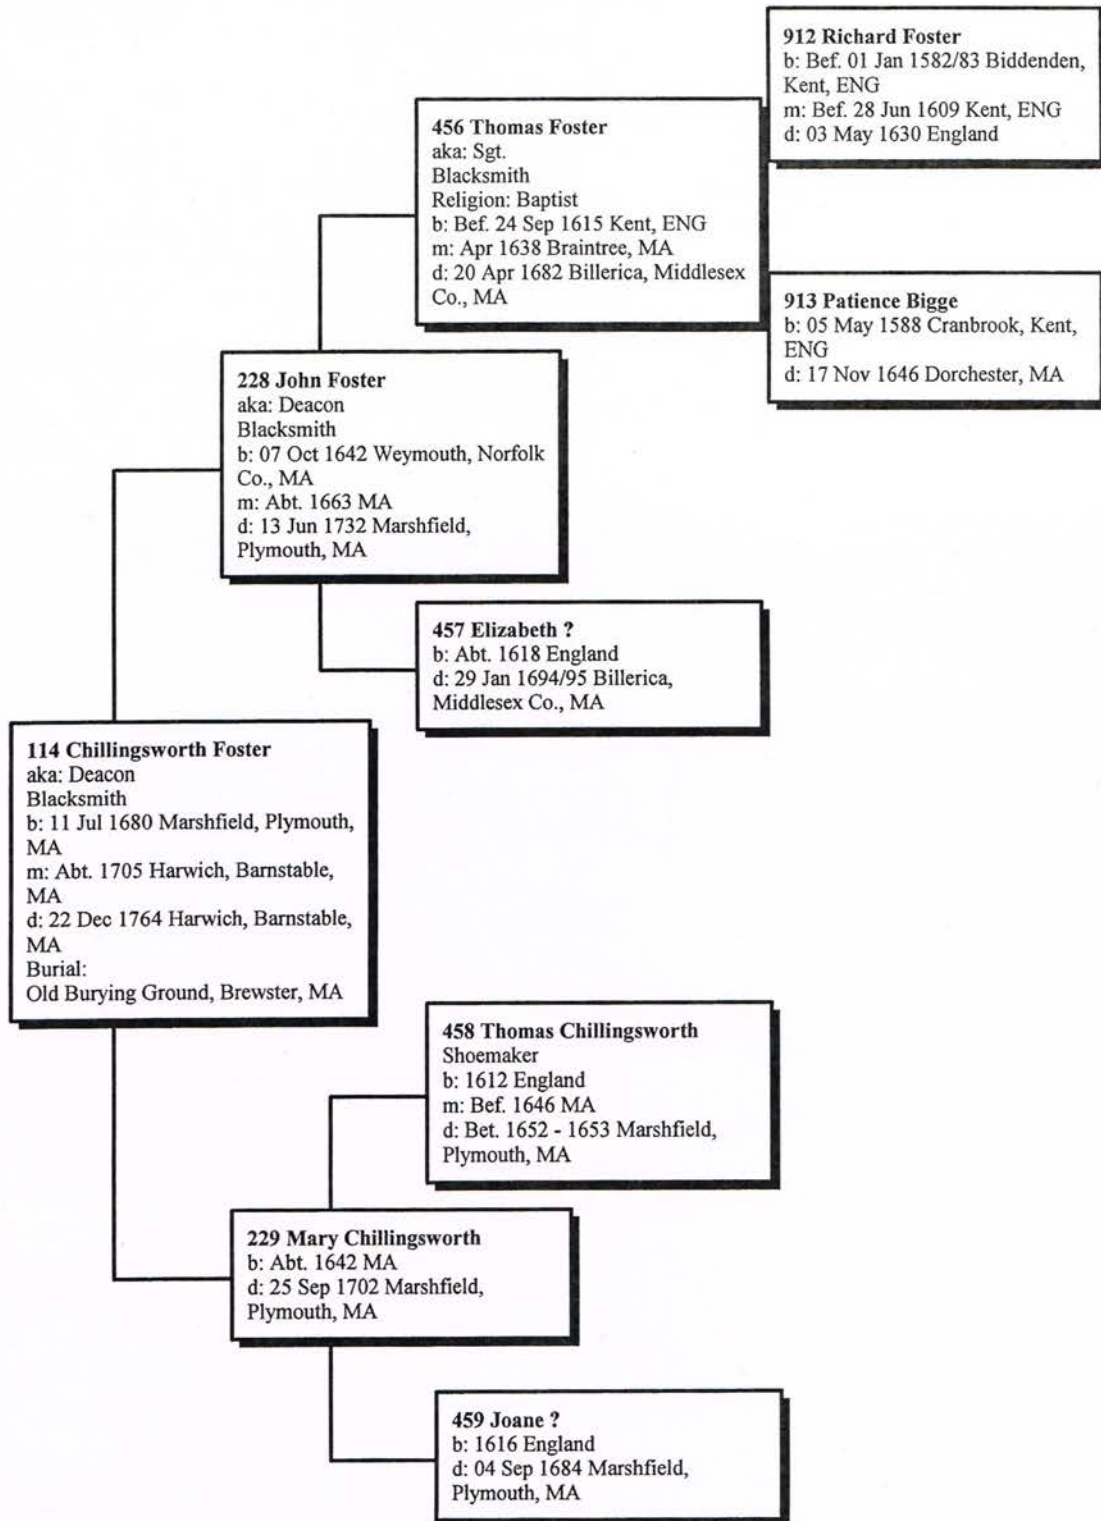 912 Richard Foster
b: Bef. 01 Jan 1582/83 Biddenden,
Kent, ENG
m: Bef. 28 Jun 1609 Kent, ENG
d: 03 May 1630 England
456 Thomas Foster
aka: Sgt.
Blacksmith
Religion: Baptist
b: Bef. 24 Sep 1615 Kent, ENG
m: Apr 1638 Braintree, MA
d: 20 Apr 1682 Billerica, Middlesex
Co., MA
913 Patience Bigge
b: 05 May 1588 Cranbrook, Kent,
ENG
d: 17 Nov 1646 Dorchester, MA
228 John Foster
aka: Deacon
Blacksmith
b: 07 Oct 1642 Weymouth, Norfolk
Co., MA
m: Abt. 1663 MA
d: 13 Jun 1732 Marshfield,
Plymouth, MA
457 Elizabeth ?
b: Abt. 1618 England
d: 29 Jan 1694/95 Billerica,
Middlesex Co., MA
114 Chillingsworth Foster
aka: Deacon
Blacksmith
b: 11 Jul 1680 Marshfield, Plymouth,
MA
m: Abt. 1705 Harwich, Barnstable,
MA
d: 22 Dec 1764 Harwich, Barnstable,
MA
Burial:
Old Burying Ground, Brewster, MA
458 Thomas Chillingsworth
Shoemaker
b: 1612 England
m: Bef. 1646 MA
d: Bet. 1652 - 1653 Marshfield,
Plymouth, MA
229 Mary Chillingsworth
b: Abt. 1642 MA
d: 25 Sep 1702 Marshfield,
Plymouth, MA
459 Joane ?
b: 1616 England
d: 04 Sep 1684 Marshfield,
Plymouth, MA